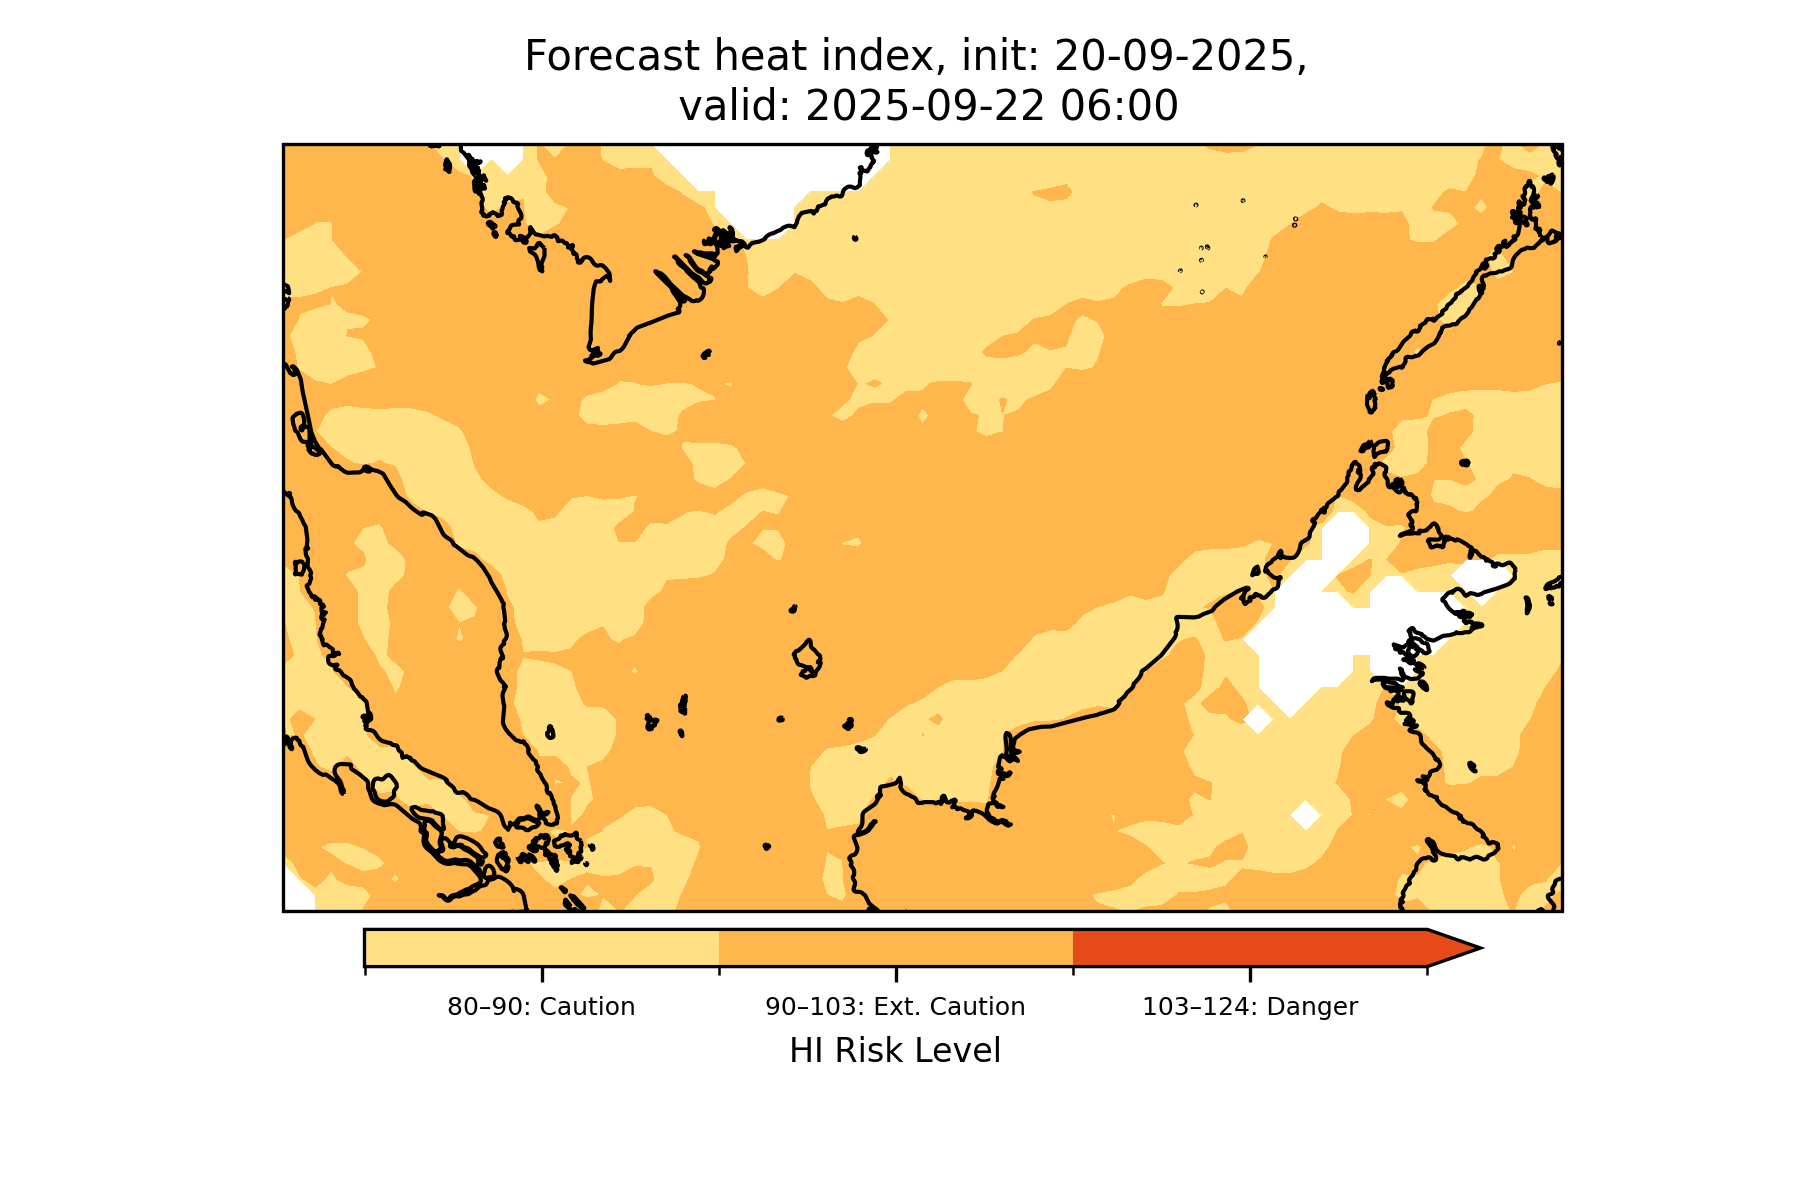 Forecast heat index, init: 20-09-2025,
valid: 2025-09-22 06:00
80–90: Caution
90–103: Ext. Caution
103–124: Danger
HI Risk Level